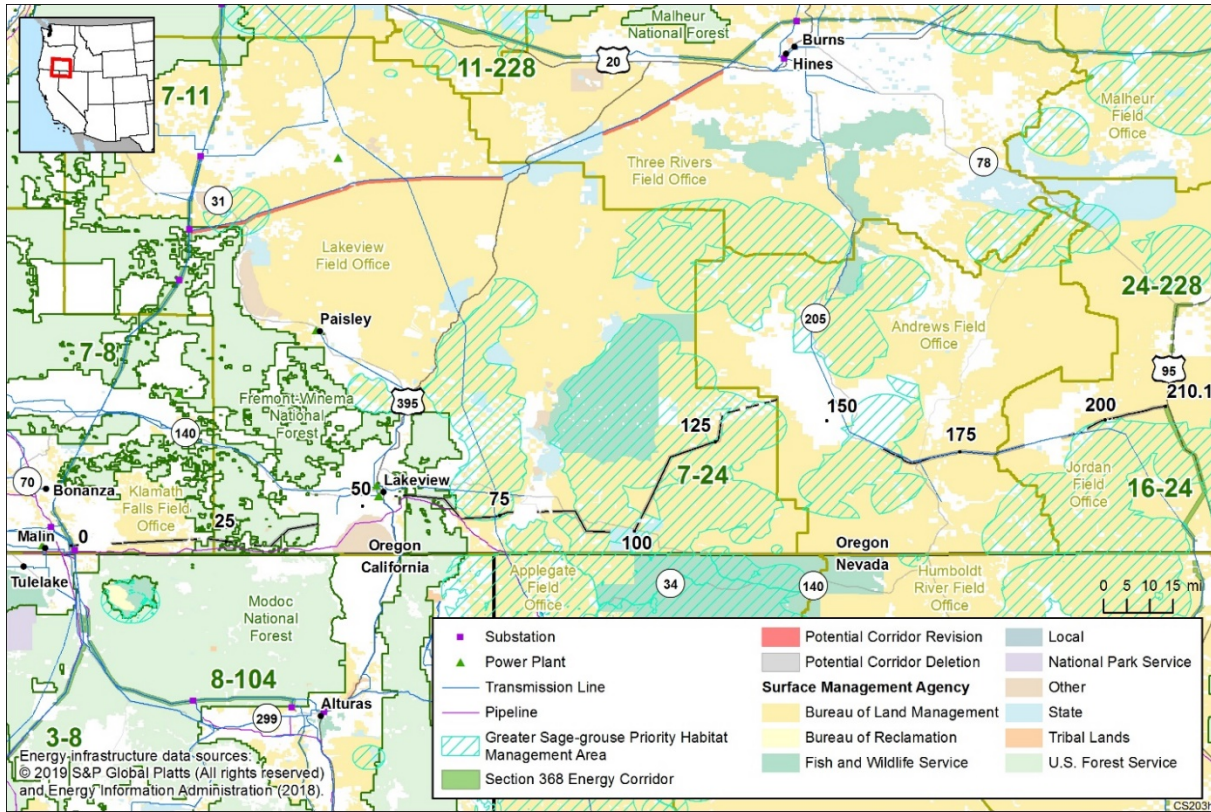 Malheur
National Forest
Burns
Hines
20
11-228
7-11
Malheur
Field
Office
Three Rivers
Field Office
78
31
Lakeview
Field Office
24-228
205
Andrews Field
Office
Paisley
95
7-8
Fremont-Winema
National
Forest
395
210.1
200
150
125
175
140
7-24
Jordan
Field
Office
16-24
70
Bonanza
Klamath
Falls Field
Office
50
Lakeview
75
25
Malin
0
100
Oregon
California
Oregon
Nevada
Tulelake
Applegate
Field
Office
34
140
Humboldt
River Field
Office
0 5 10 15 mi
Modoc
National
Forest
8-104
Alturas
299
3-8
Energy infrastructure data sources:
© 2019 S&P Global Platts (All rights reserved)
and Energy Information Administration (2018).
Substation
Power Plant
Transmission Line
Pipeline
Greater Sage-grouse Priority Habitat
Management Area
Section 368 Energy Corridor
Potential Corridor Revision
Potential Corridor Deletion
Surface Management Agency
Bureau of Land Management
Bureau of Reclamation
Fish and Wildlife Service
Local
National Park Service
Other
State
Tribal Lands
U.S. Forest Service